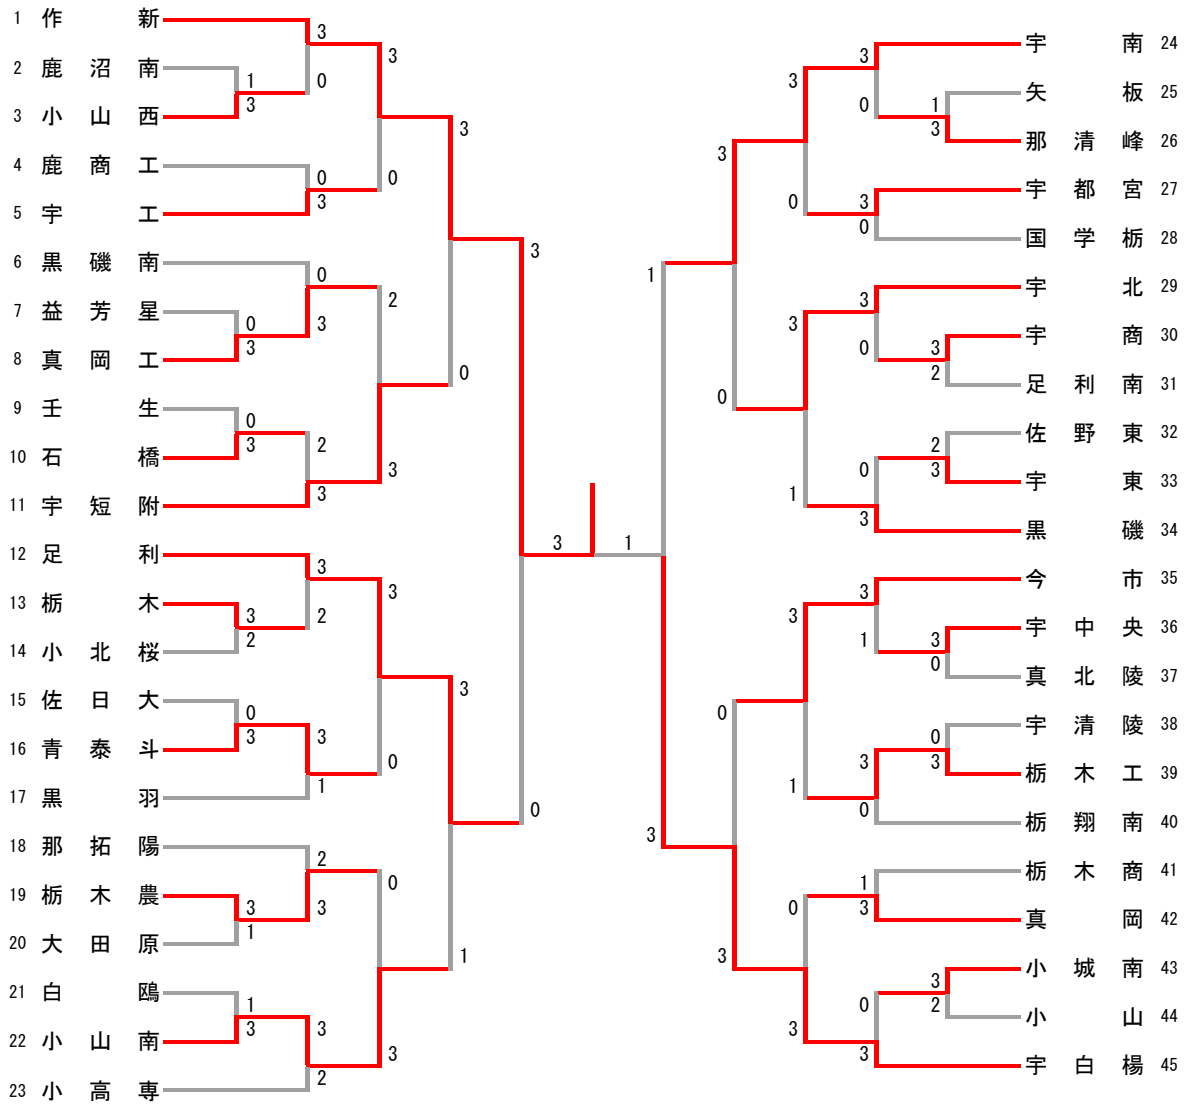 1 作新
2 鹿沼南
3 小山西
4 鹿商工
5 宇工
6 黒磯南
7 益芳星
8 真岡工
9 壬生
10 石橋
11 宇短附
12 足利
13 栃木
14 小北桜
15 佐日大
16 青泰斗
17 黒羽
18 那拓陽
19 栃木農
20 大田原
21 白鴎
22 小山南
23 小高専
3
1
3
0
0
3
3
0
0
0
3
3
0
3
2
3
2
3
3
0
3
2
3
2
3
2
0
3
3
1
3
0
2
3
3
1
0
1
3
3
2
3
3
1
3
0
3
1
1
3
3
1
3
0
3
0
0
1
3
3
0
3
0
3
2
3
1
0
2
3
3
0
3
1
3
0
3
1
0
3
3
0
0
1
3
3
3
0
3
2
3
宇南 24
矢板 25
那清峰 26
宇都宮 27
国学栃 28
宇北 29
宇商 30
足利南 31
佐野東 32
宇東 33
黒磯 34
今市 35
宇中央 36
真北陵 37
宇清陵 38
栃木工 39
栃翔南 40
栃木商 41
真岡 42
小城南 43
小山 44
宇白楊 45